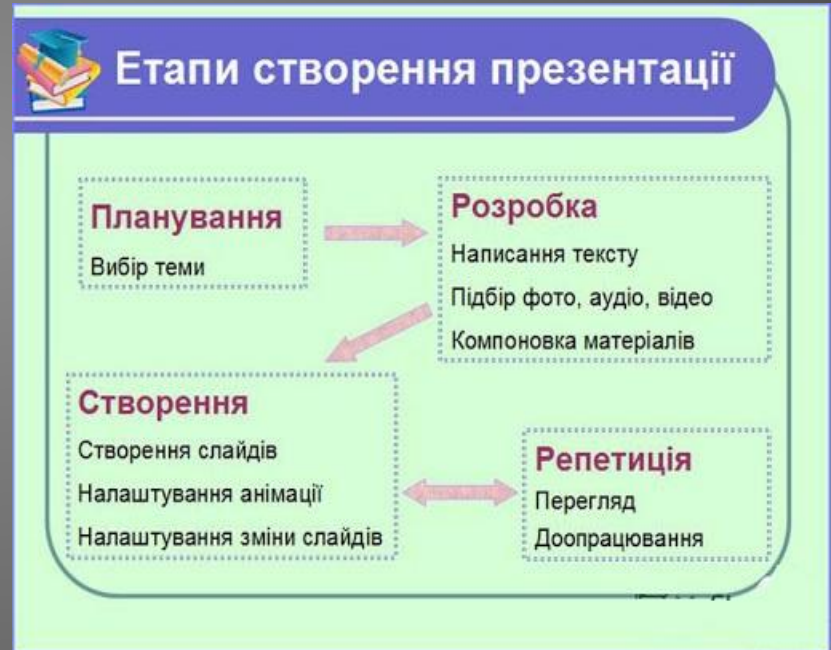 Етапи створення презентації
Планування
Вибір теми
Розробка
Написання тексту
Підбір фото, аудіо, відео
Компоновка матеріалів
Створення
Створення слайдів
Налаштування анімації
Налаштування зміни слайдів
Репетиція
Перегляд
Доопрацювання